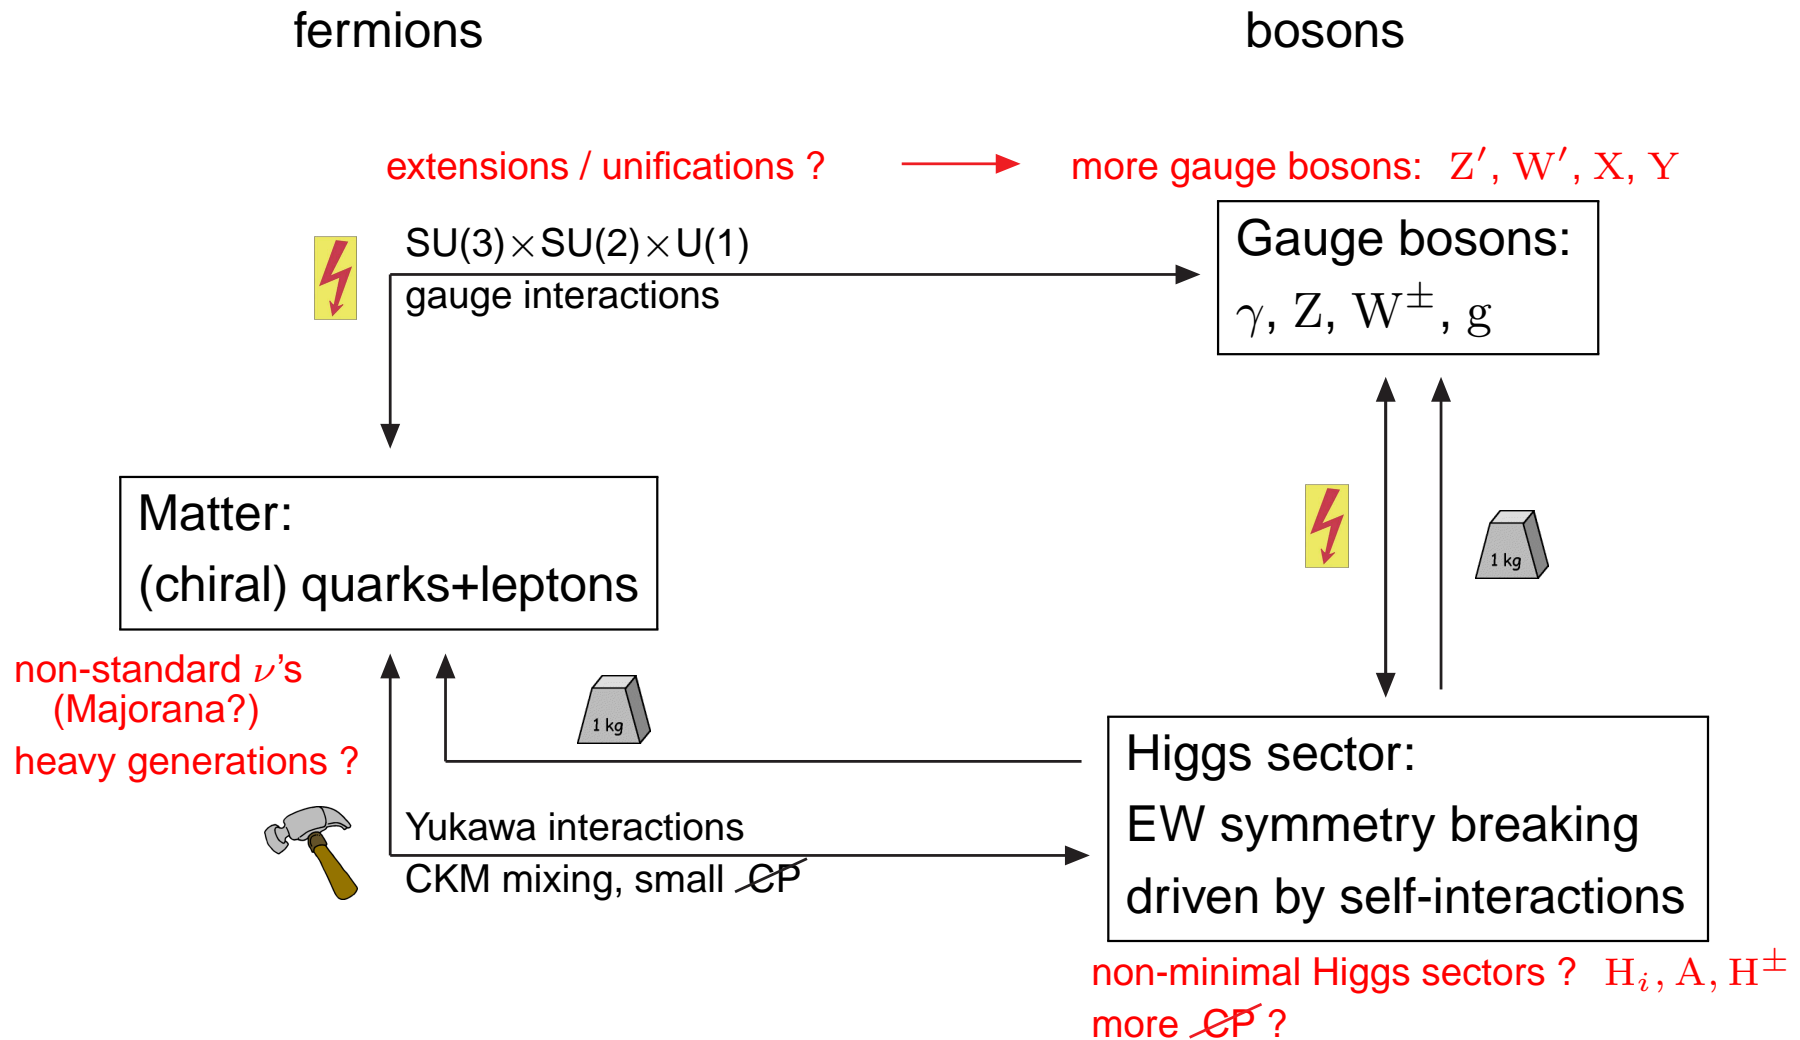 fermions
bosons
extensions / unifications ?
more gauge bosons: Z′, W′, X, Y
SU(3)×SU(2)×U(1)
gauge interactions
Gauge bosons:
γ, Z, W±, g
Matter:
(chiral) quarks+leptons
1 kg
non-standard ν's
(Majorana?)
heavy generations ?
1 kg
Higgs sector:
EW symmetry breaking
driven by self-interactions
Yukawa interactions
CKM mixing, small C̶P̶
non-minimal Higgs sectors ? Hᵢ, A, H±
more C̶P̶ ?